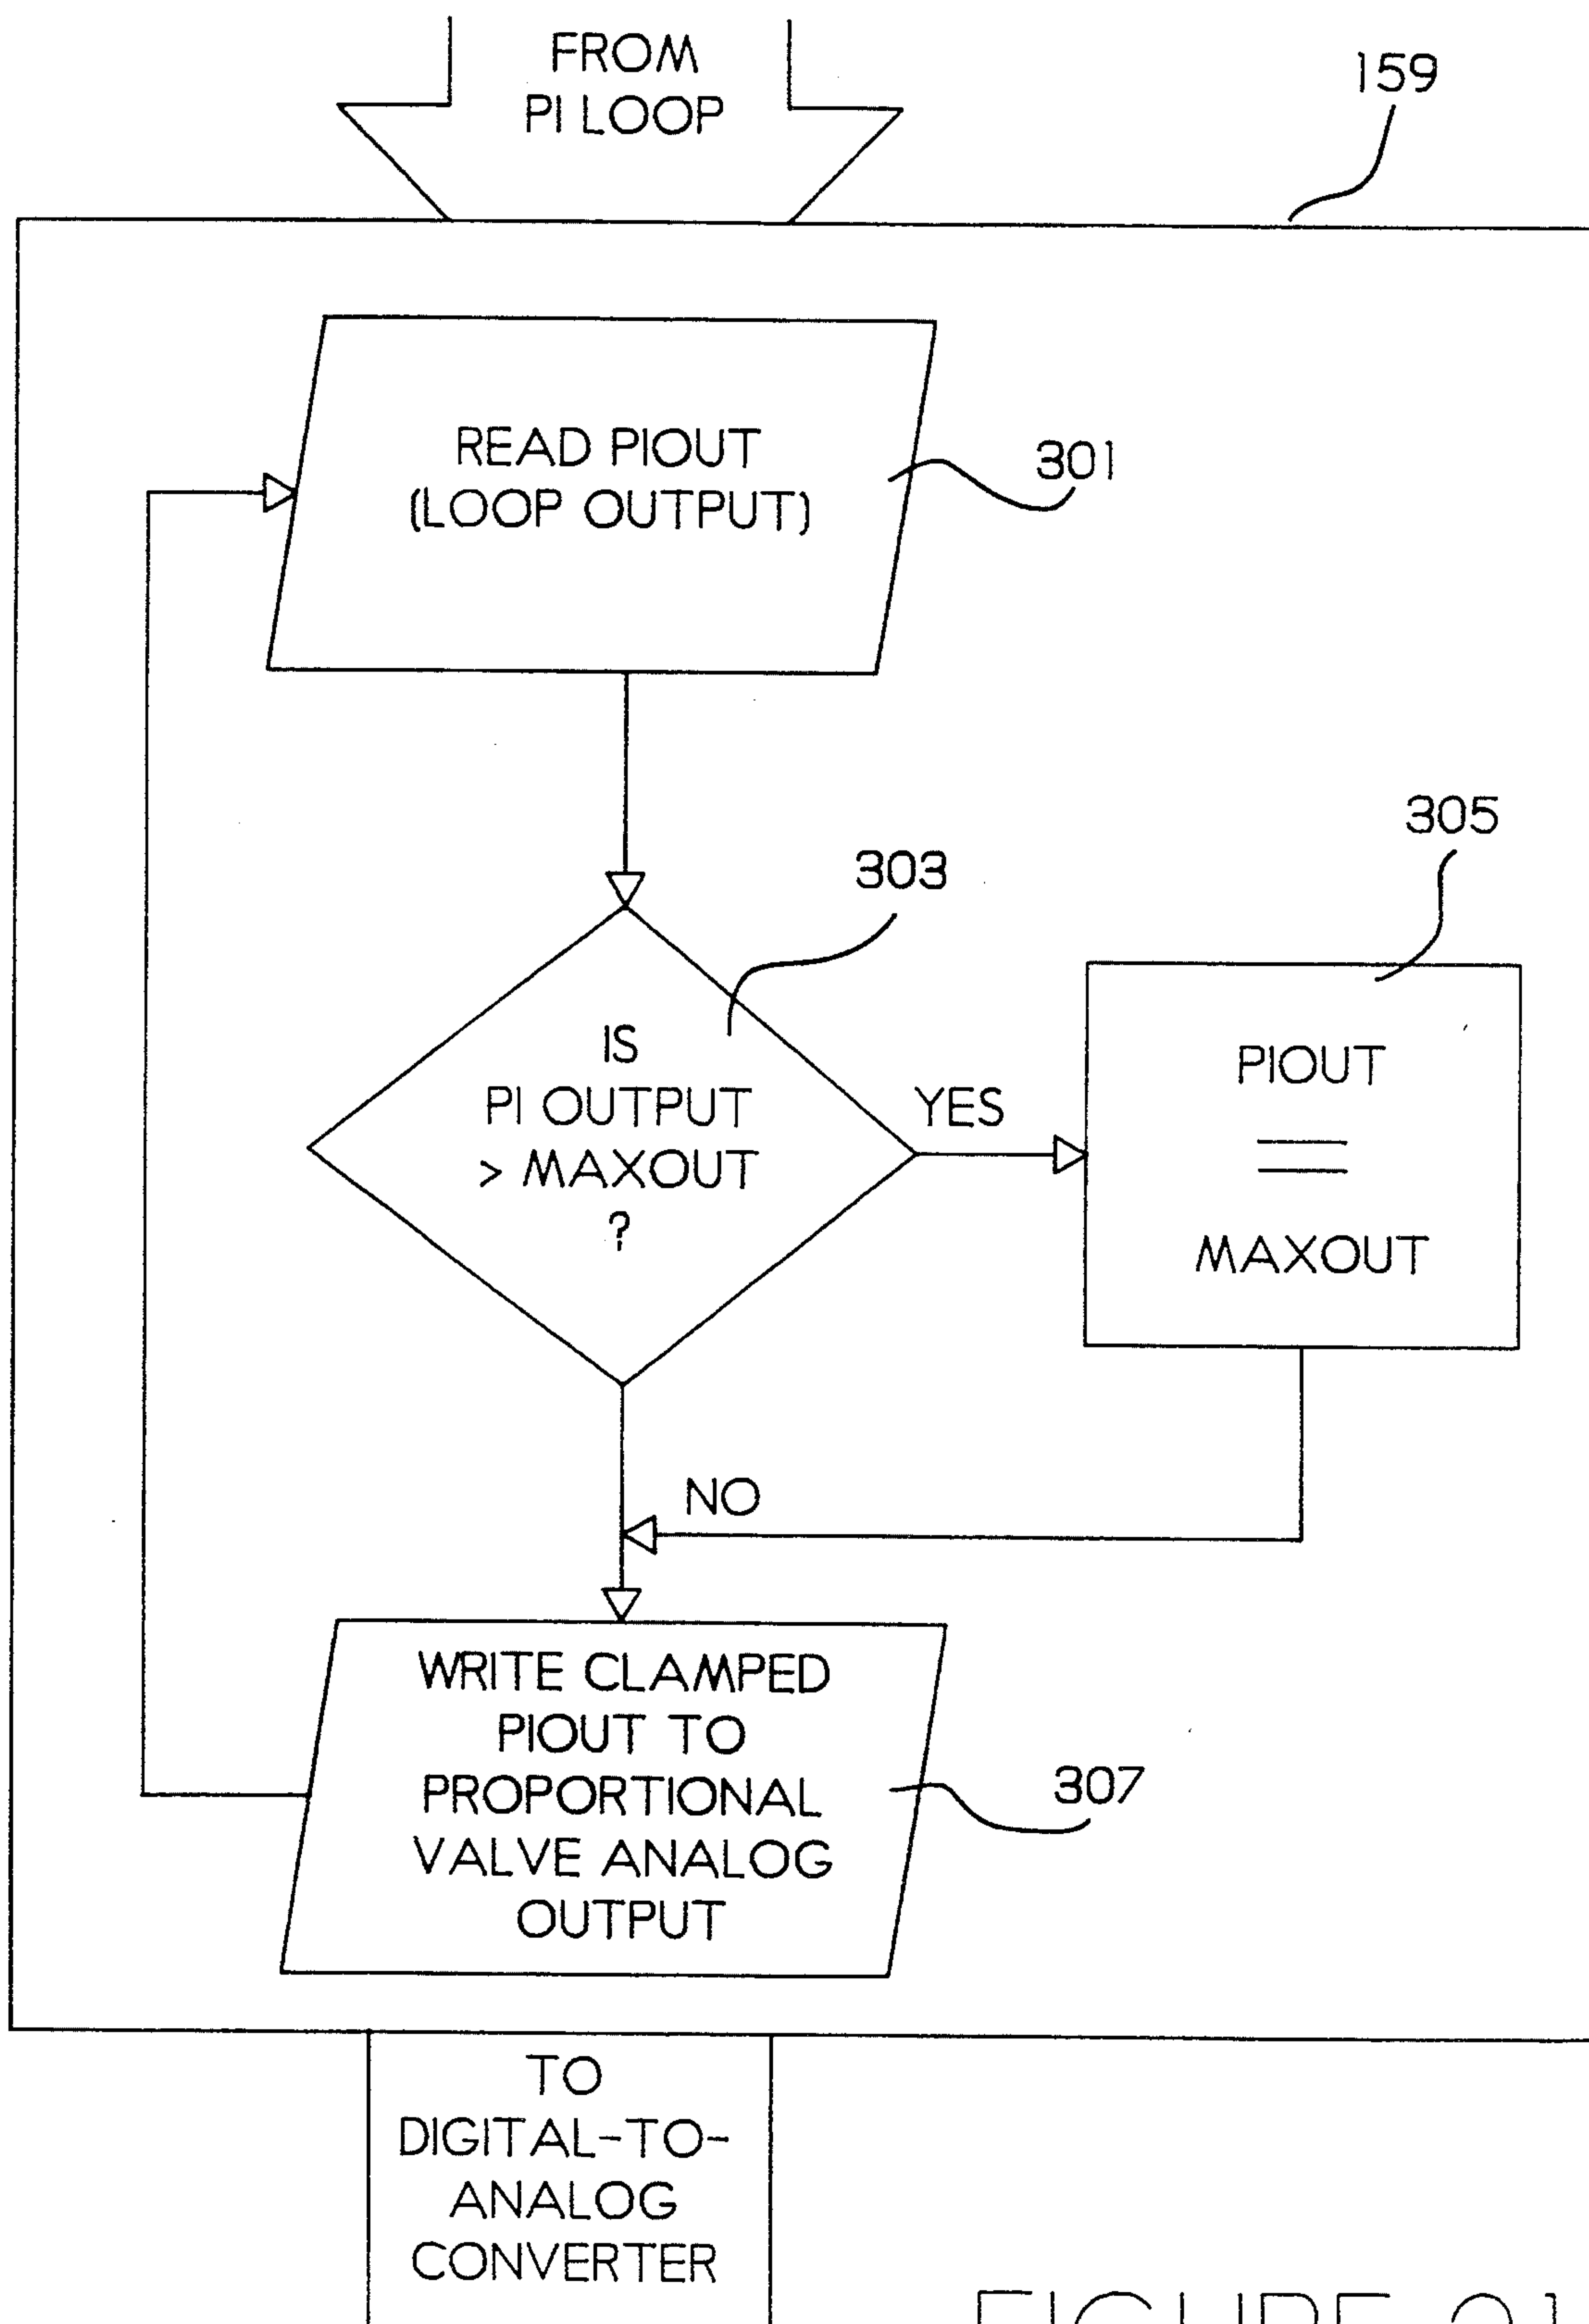 FROM
PI LOOP
159
READ PIOUT
(LOOP OUTPUT)
301
303
305
IS
PI OUTPUT
> MAXOUT
?
YES
PIOUT
=
MAXOUT
NO
WRITE CLAMPED
PIOUT TO
PROPORTIONAL
VALVE ANALOG
OUTPUT
307
TO
DIGITAL-TO-
ANALOG
CONVERTER
FIGURE